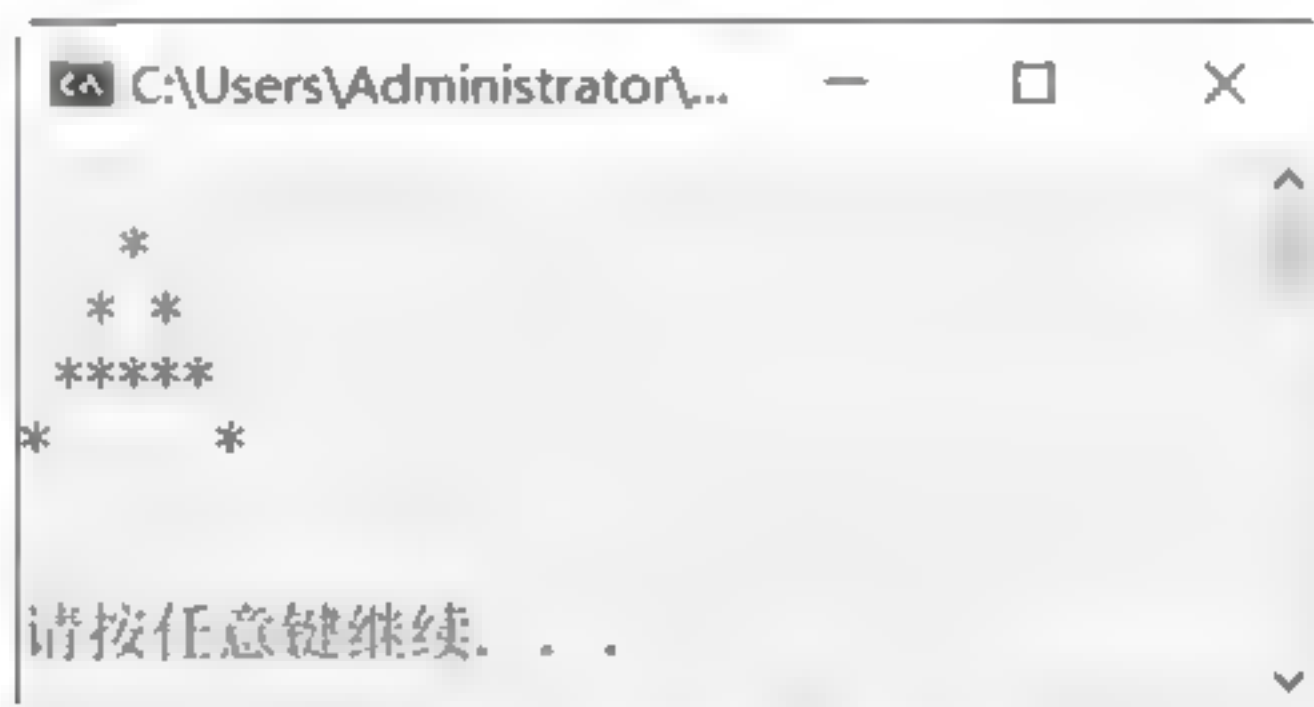 C:\Users\Administrator\...
   *
  * *
 *****
*     *
请按任意键继续. . .